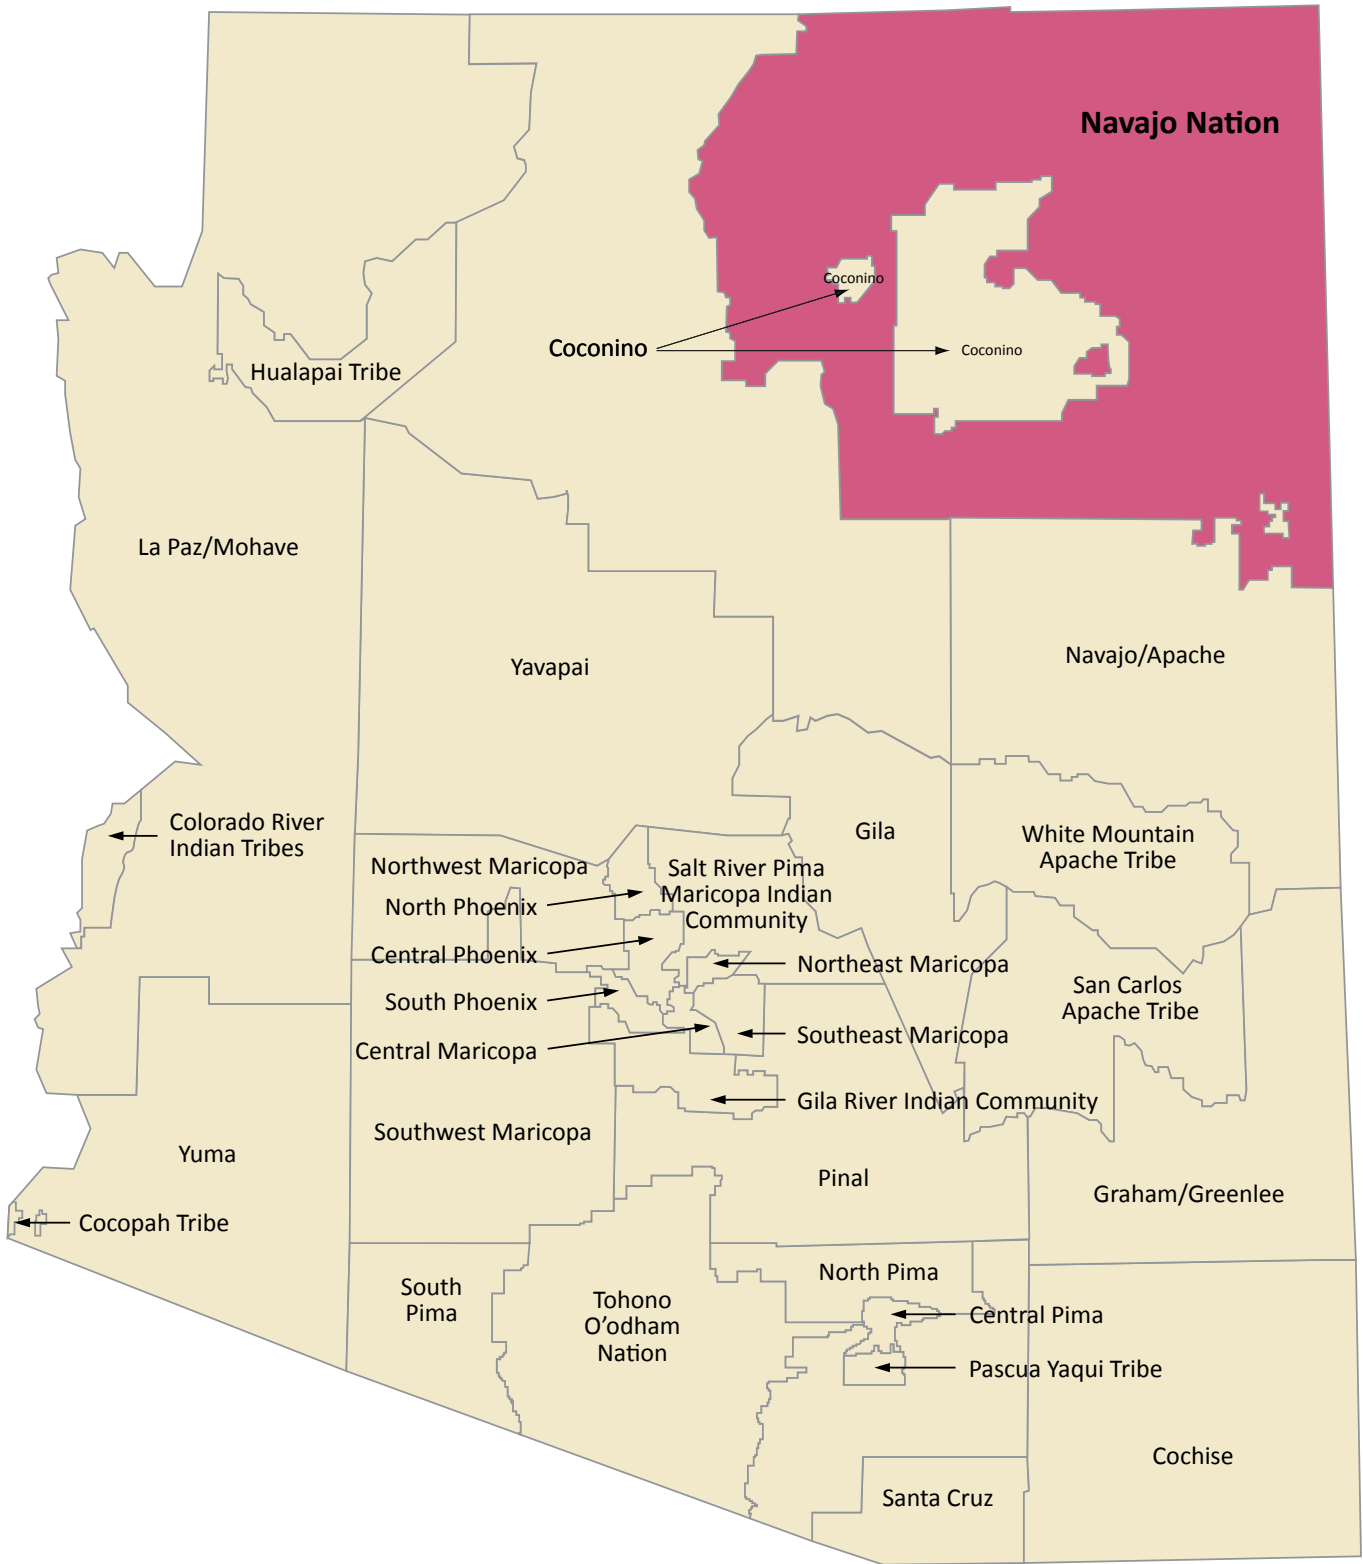 Navajo Nation
Coconino
Coconino
Coconino
Hualapai Tribe
La Paz/Mohave
Yavapai
Navajo/Apache
Colorado River
Indian Tribes
Gila
White Mountain
Apache Tribe
Northwest Maricopa
Salt River Pima
Maricopa Indian
Community
North Phoenix
Central Phoenix
Northeast Maricopa
South Phoenix
San Carlos
Apache Tribe
Central Maricopa
Southeast Maricopa
Gila River Indian Community
Southwest Maricopa
Yuma
Pinal
Graham/Greenlee
Cocopah Tribe
South
Pima
Tohono
O'odham
Nation
North Pima
Central Pima
Pascua Yaqui Tribe
Cochise
Santa Cruz